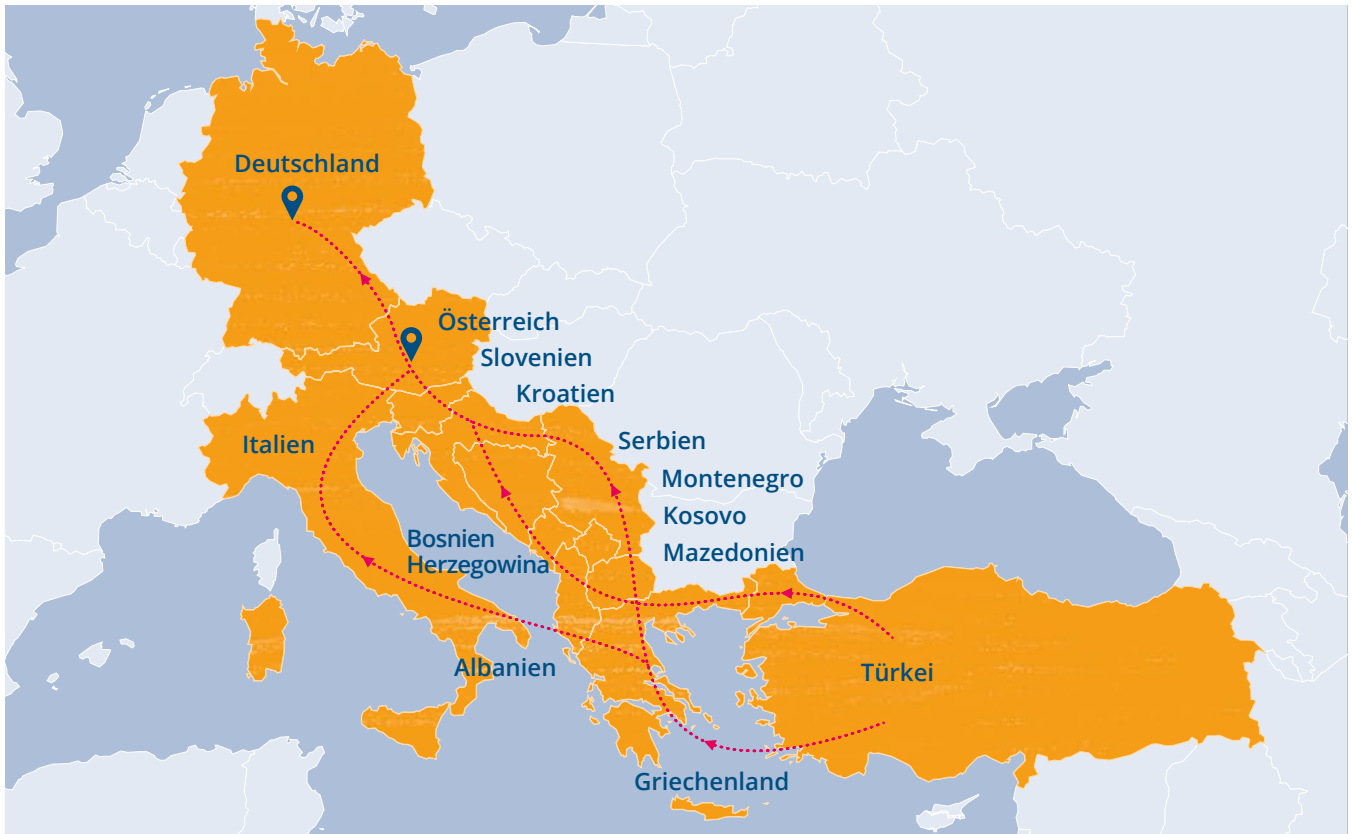 Deutschland
Österreich
Slovenien
Kroatien
Italien
Serbien
Montenegro
Kosovo
Bosnien
Herzegowina
Mazedonien
Albanien
Türkei
Griechenland